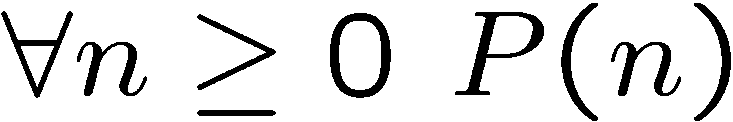 ∀n ≥ 0 P(n)